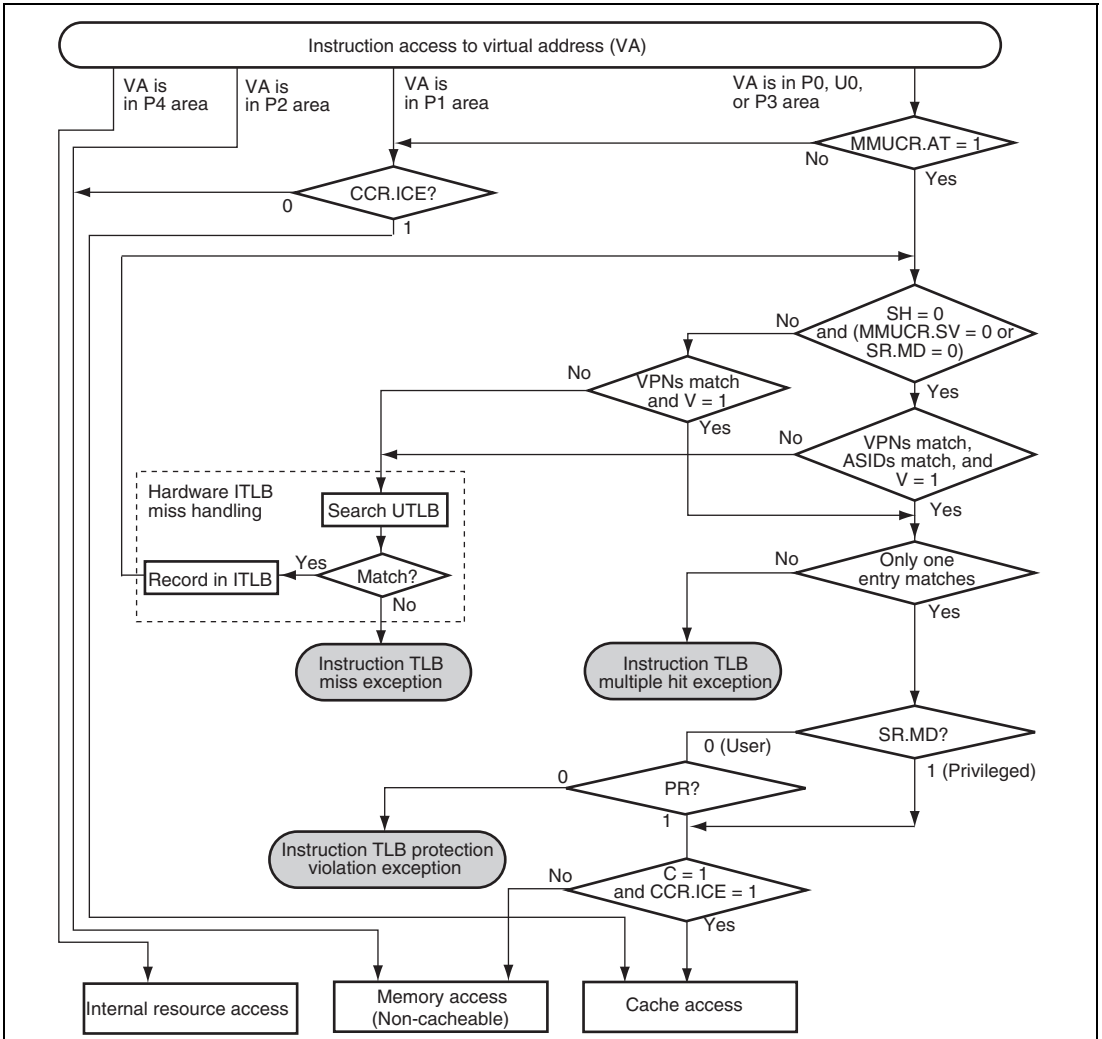 Instruction access to virtual address (VA)
VA is
in P4 area
VA is
in P2 area
VA is
in P1 area
VA is in P0, U0,
or P3 area
MMUCR.AT = 1
No
Yes
CCR.ICE?
0
1
SH = 0
and (MMUCR.SV = 0 or
SR.MD = 0)
No
Yes
VPNs match
and V = 1
No
Yes
VPNs match,
ASIDs match, and
V = 1
No
Yes
Hardware ITLB
miss handling
Search UTLB
Match?
Yes
No
Record in ITLB
Only one
entry matches
No
Yes
Instruction TLB
miss exception
Instruction TLB
multiple hit exception
SR.MD?
0 (User)
1 (Privileged)
PR?
0
1
Instruction TLB protection
violation exception
C = 1
and CCR.ICE = 1
No
Yes
Internal resource access
Memory access
(Non-cacheable)
Cache access